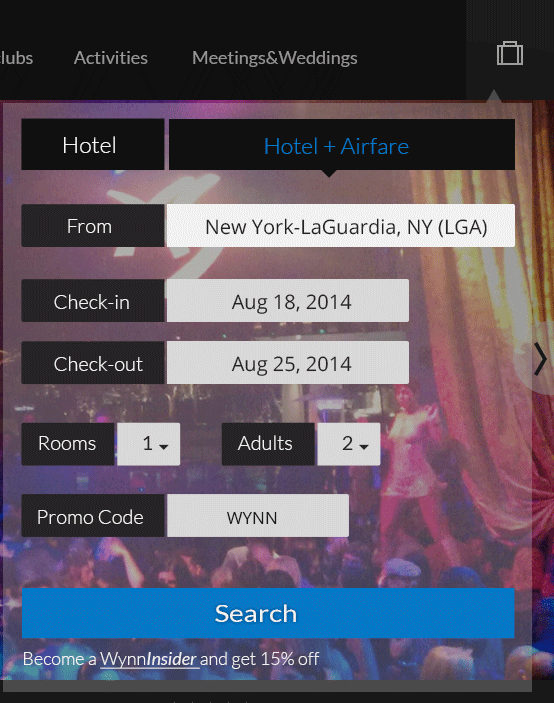 Activities Meetings&Weddings
Hotel Hotel + Airfare
From New York-LaGuardia, NY (LGA)
Check-in Aug 18, 2014
Check-out Aug 25, 2014
Rooms 1 Adults 2
Promo Code WYNN
Search
Become a WynnInsider and get 15% off